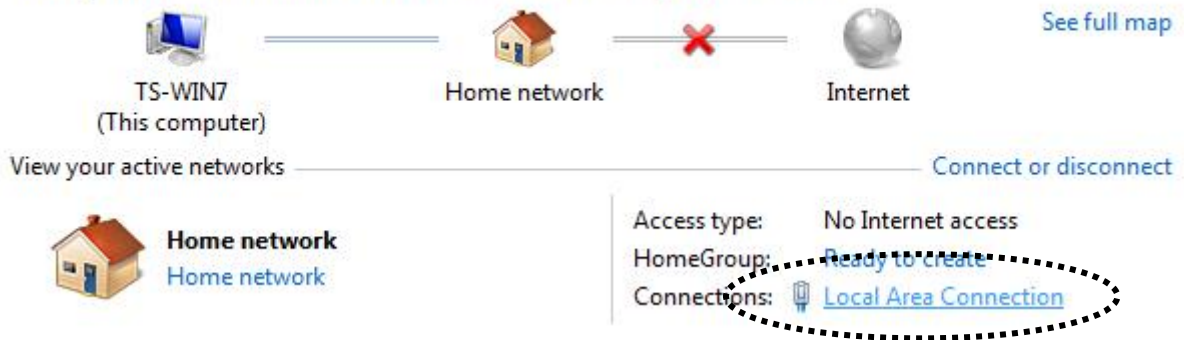 See full map
TS-WIN7
(This computer)
Home network
Internet
View your active networks
Connect or disconnect
Home network
Home network
Access type: No Internet access
HomeGroup: Ready to create
Connections: Local Area Connection